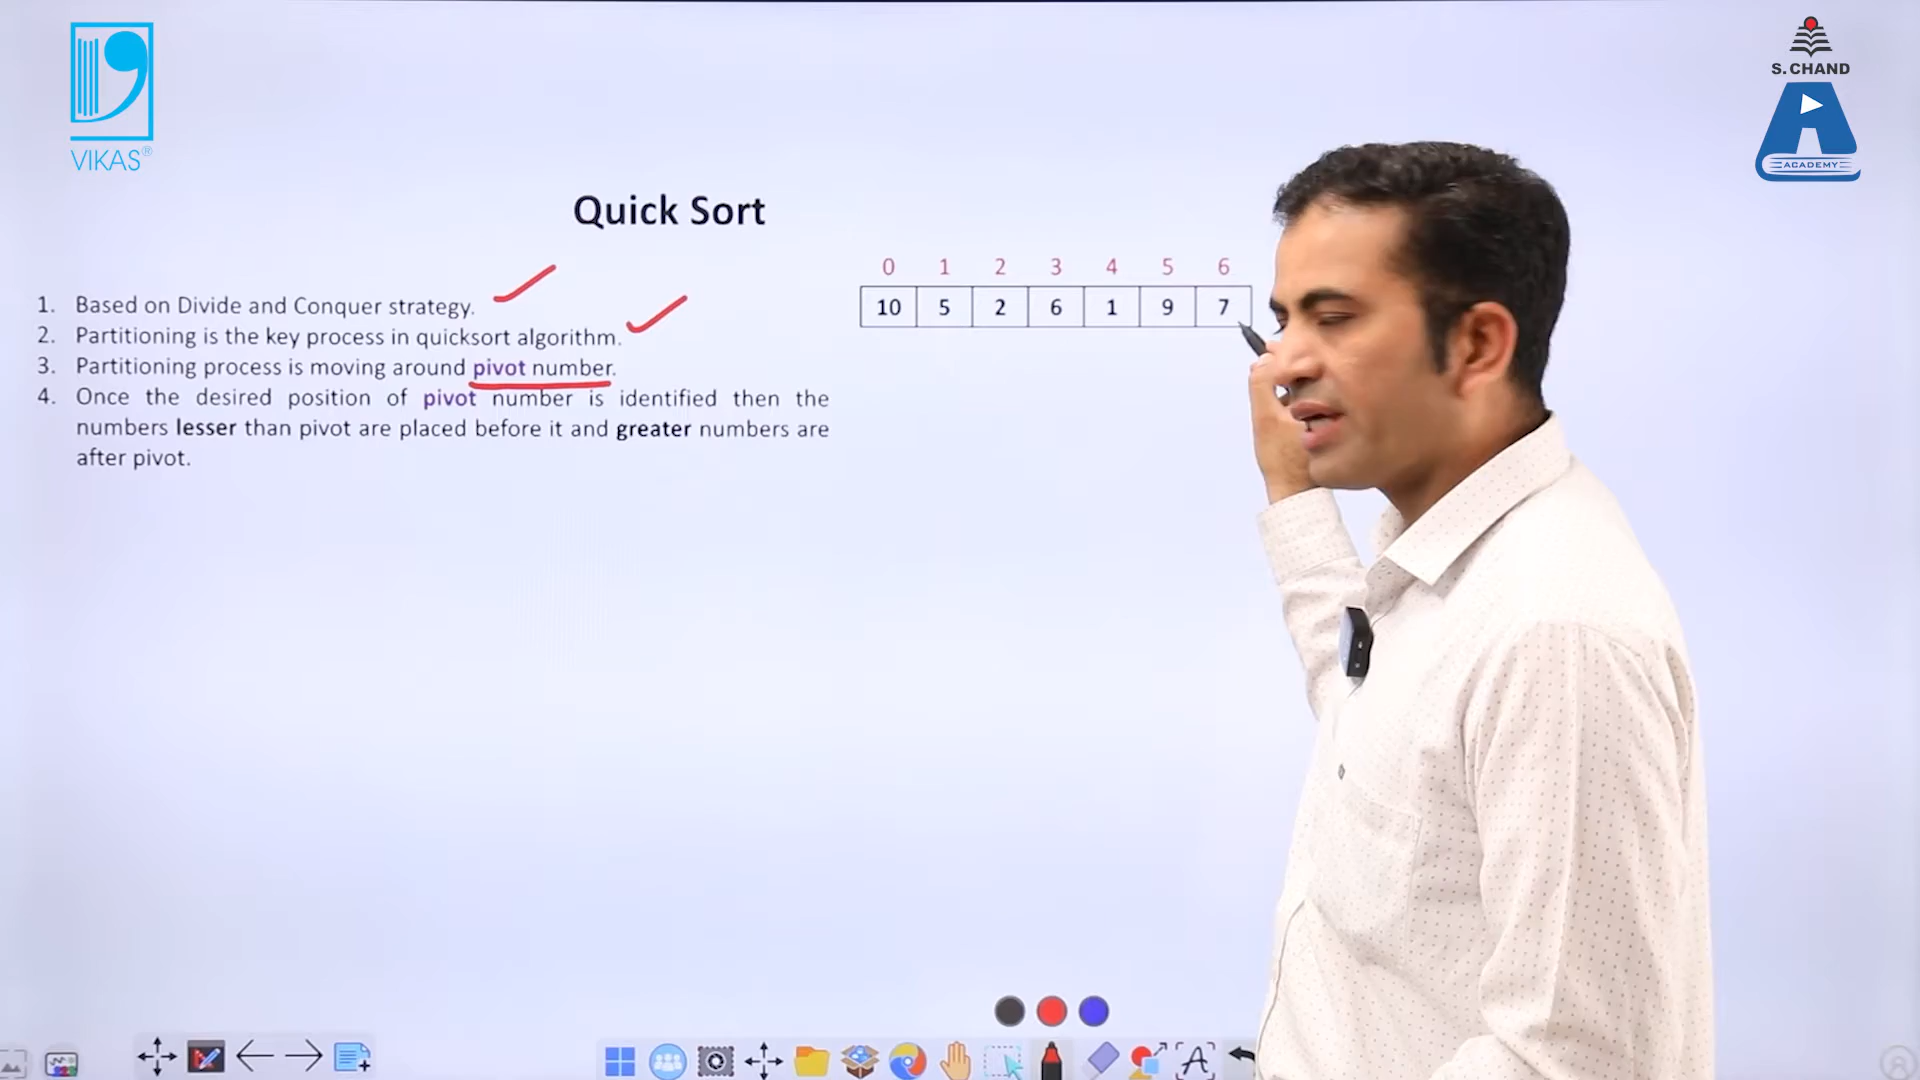 VIKAS®
S. CHAND
ACADEMY
Quick Sort
1. Based on Divide and Conquer strategy.
2. Partitioning is the key process in quicksort algorithm.
3. Partitioning process is moving around pivot number.
4. Once the desired position of pivot number is identified then the
numbers lesser than pivot are placed before it and greater numbers are
after pivot.
0 1 2 3 4 5 6
10 5 2 6 1 9 7